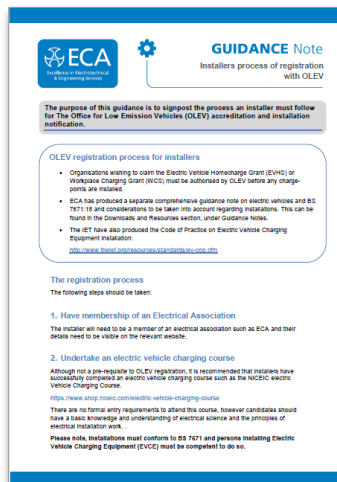 ECA
Excellence in Electrotechnical
& Engineering Services
GUIDANCE Note
Installers process of registration
with OLEV
The purpose of this guidance is to signpost the process an installer must follow
for The Office for Low Emission Vehicles (OLEV) accreditation and installation
notification.
OLEV registration process for installers
• Organisations wishing to claim the Electric Vehicle Homecharge Grant (EVHS) or
Workplace Charging Grant (WCS) must be authorised by OLEV before any charge-
points are installed.
• ECA has produced a separate comprehensive guidance note on electric vehicles and BS
7671:18 and considerations to be taken into account regarding installations. This can be
found in the Downloads and Resources section, under Guidance Notes.
• The IET have also produced the Code of Practice on Electric Vehicle Charging
Equipment Installation:
http://www.theiet.org/resources/standards/ev-cop.cfm
The registration process
The following steps should be taken:
1. Have membership of an Electrical Association
The installer will need to be a member of an electrical association such as ECA and their
details need to be visible on the relevant website.
2. Undertake an electric vehicle charging course
Although not a pre-requisite to OLEV registration, it is recommended that installers have
successfully completed an electric vehicle charging course such as the NICEIC electric
Vehicle Charging Course.
https://www.shop.niceic.com/electric-vehicle-charging-course
There are no formal entry requirements to attend this course, however candidates should
have a basic knowledge and understanding of electrical science and the principles of
electrical installation work. .
Please note, installations must conform to BS 7671 and persons installing Electric
Vehicle Charging Equipment (EVCE) must be competent to do so.